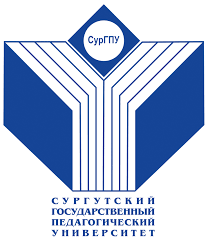 СурГПУ
СУРГУТСКИЙ
ГОСУДАРСТВЕННЫЙ
ПЕДАГОГИЧЕСКИЙ
УНИВЕРСИТЕТ